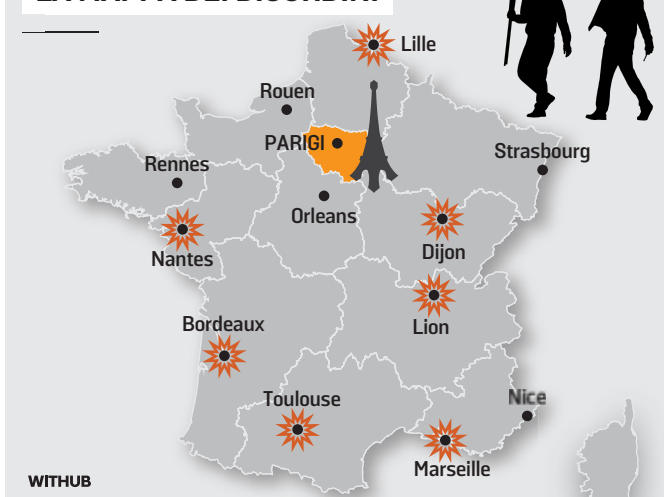 Lille
Rouen
PARIGI
Strasbourg
Rennes
Orleans
Nantes
Dijon
Bordeaux
Lion
Toulouse
Nice
Marseille
WITHUB